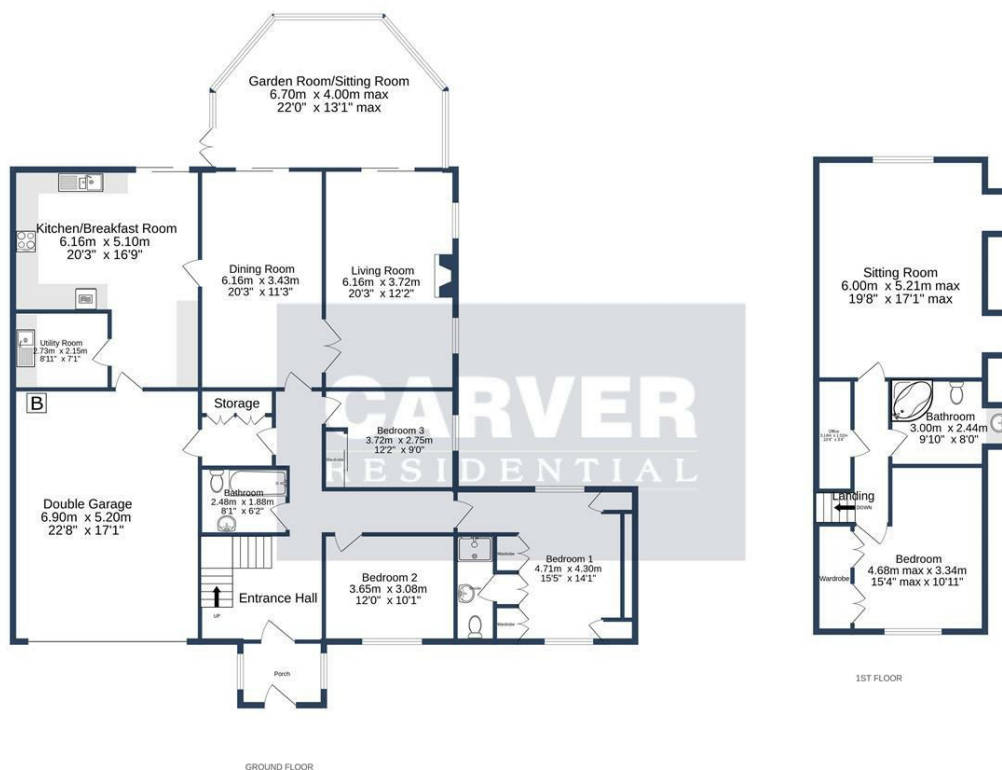 Garden Room/Sitting Room
6.70m x 4.00m max
22'0" x 13'1" max
Kitchen/Breakfast Room
6.16m x 5.10m
20'3" x 16'9"
Dining Room
6.16m x 3.43m
20'3" x 11'3"
Living Room
6.16m x 3.72m
20'3" x 12'2"
Utility Room
2.73m x 2.15m
8'11" x 7'1"
B
Storage
CARVER
RESIDENTIAL
Bedroom 3
3.72m x 2.75m
12'2" x 9'0"
Double Garage
6.90m x 5.20m
22'8" x 17'1"
Bathroom
2.48m x 1.88m
8'1" x 6'2"
Entrance Hall
UP
Bedroom 2
3.65m x 3.08m
12'0" x 10'1"
Wardrobe
Bedroom 1
4.71m x 4.30m
15'5" x 14'1"
Wardrobe
Porch
GROUND FLOOR
Sitting Room
6.00m x 5.21m max
19'8" x 17'1" max
Office
Bathroom
3.00m x 2.44m
9'10" x 8'0"
Landing
DOWN
Bedroom
4.68m max x 3.34m
15'4" max x 10'11"
Wardrobe
1ST FLOOR